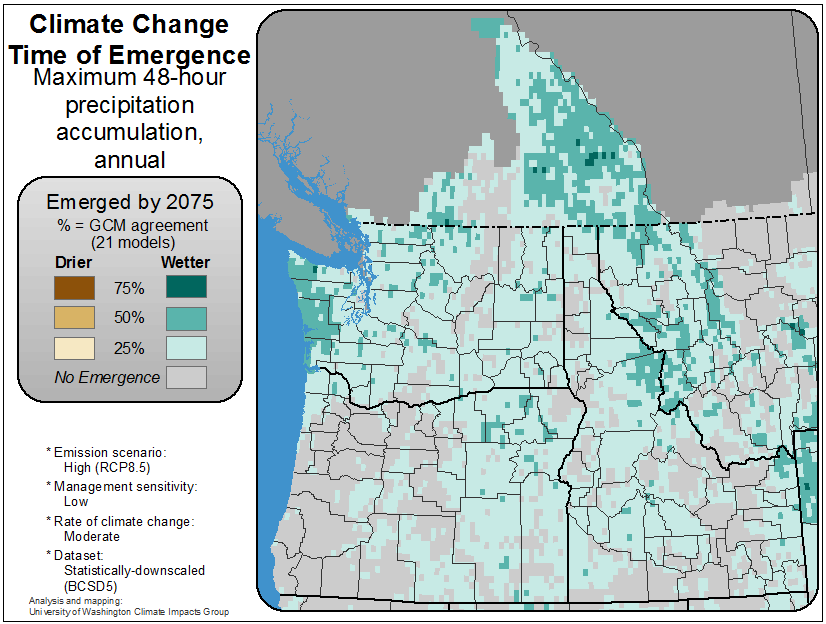 Climate Change
Time of Emergence
Maximum 48-hour
precipitation
accumulation,
annual
Emerged by 2075
% = GCM agreement
(21 models)
Drier Wetter
75%
50%
25%
No Emergence
* Emission scenario:
High (RCP8.5)
* Management sensitivity:
Low
* Rate of climate change:
Moderate
* Dataset:
Statistically-downscaled
(BCSD5)
Analysis and mapping:
University of Washington Climate Impacts Group